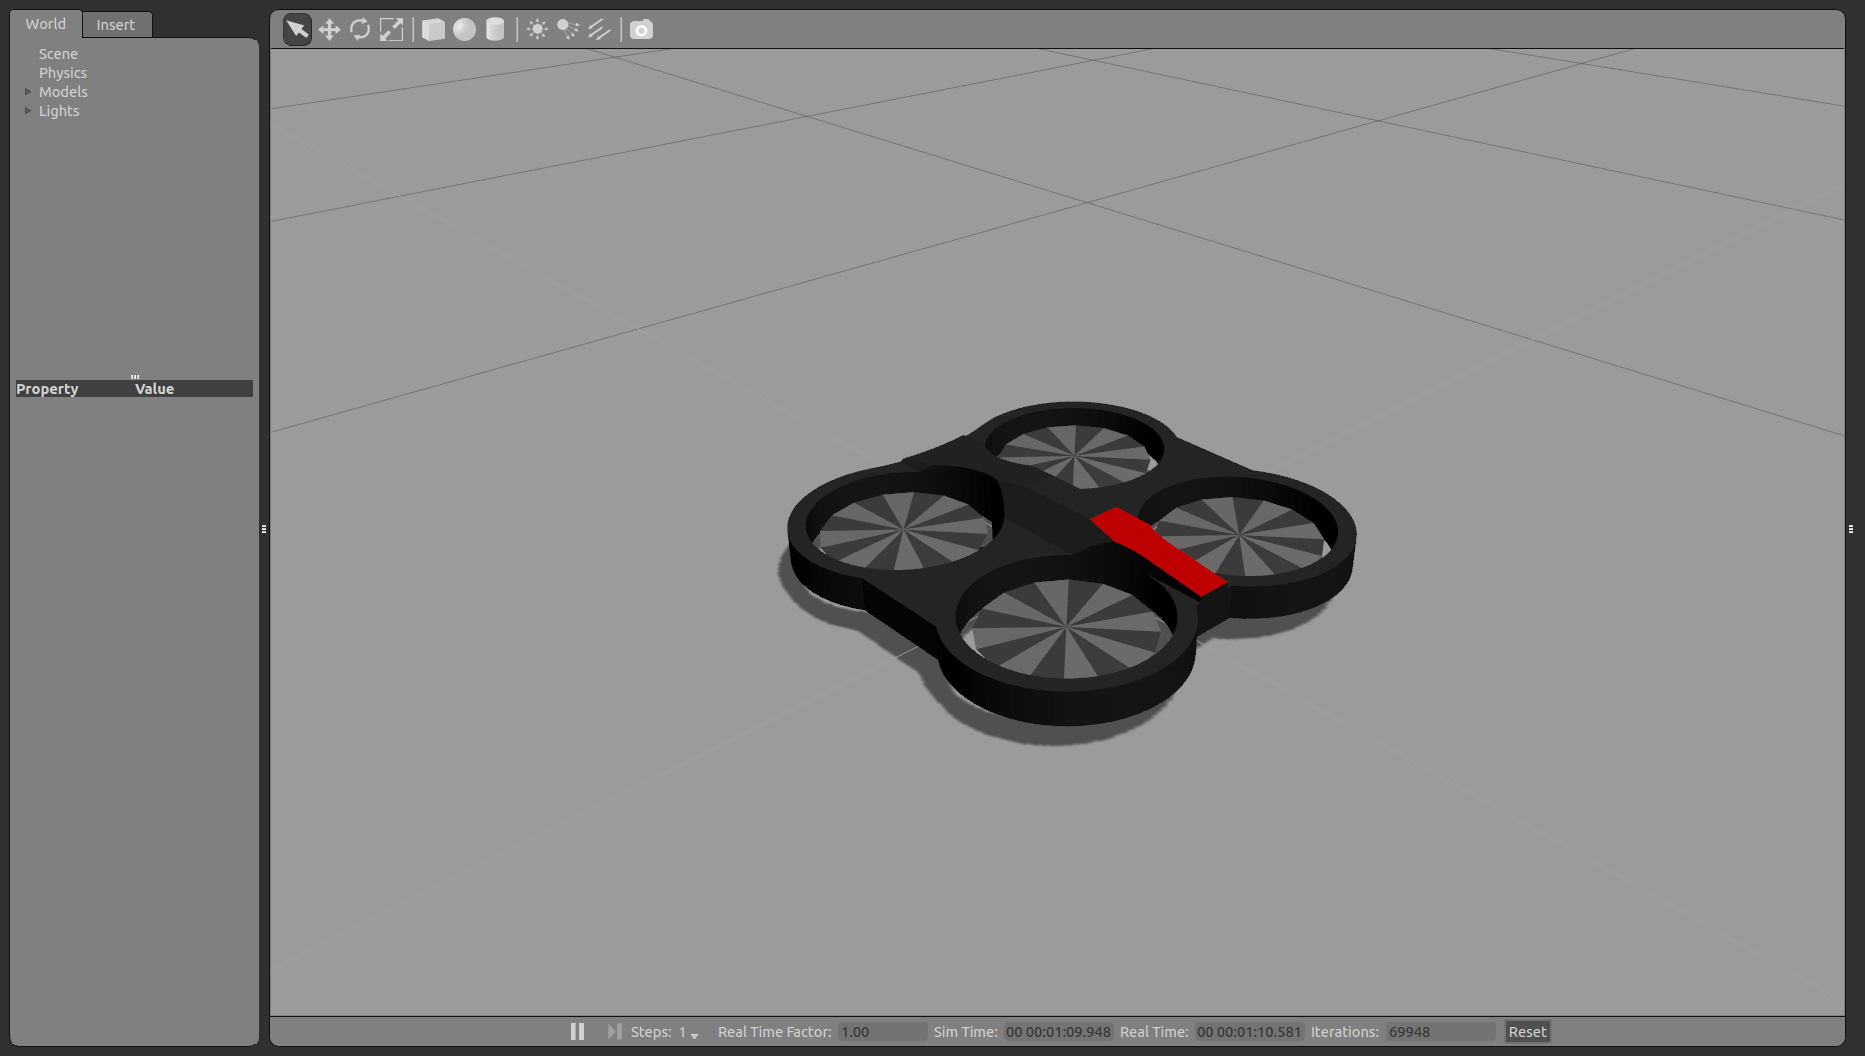 World Insert
Scene
Physics
Models
Lights
Property Value
Steps: 1 Real Time Factor: 1.00 Sim Time: 00 00:01:09.948 Real Time: 00 00:01:10.581 Iterations: 69948 Reset